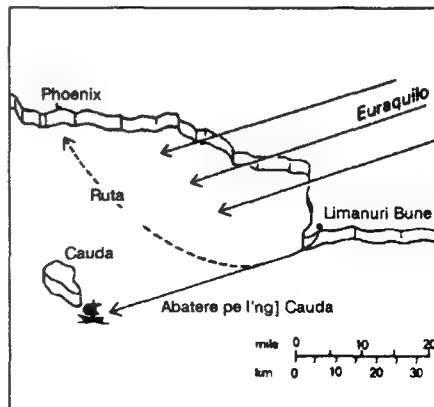 Phoenix
Euraquilo
Ruta
Limanuri Bune
Cauda
Abatere pe l'ng] Cauda
mile 0 10 20
km 0 10 20 30